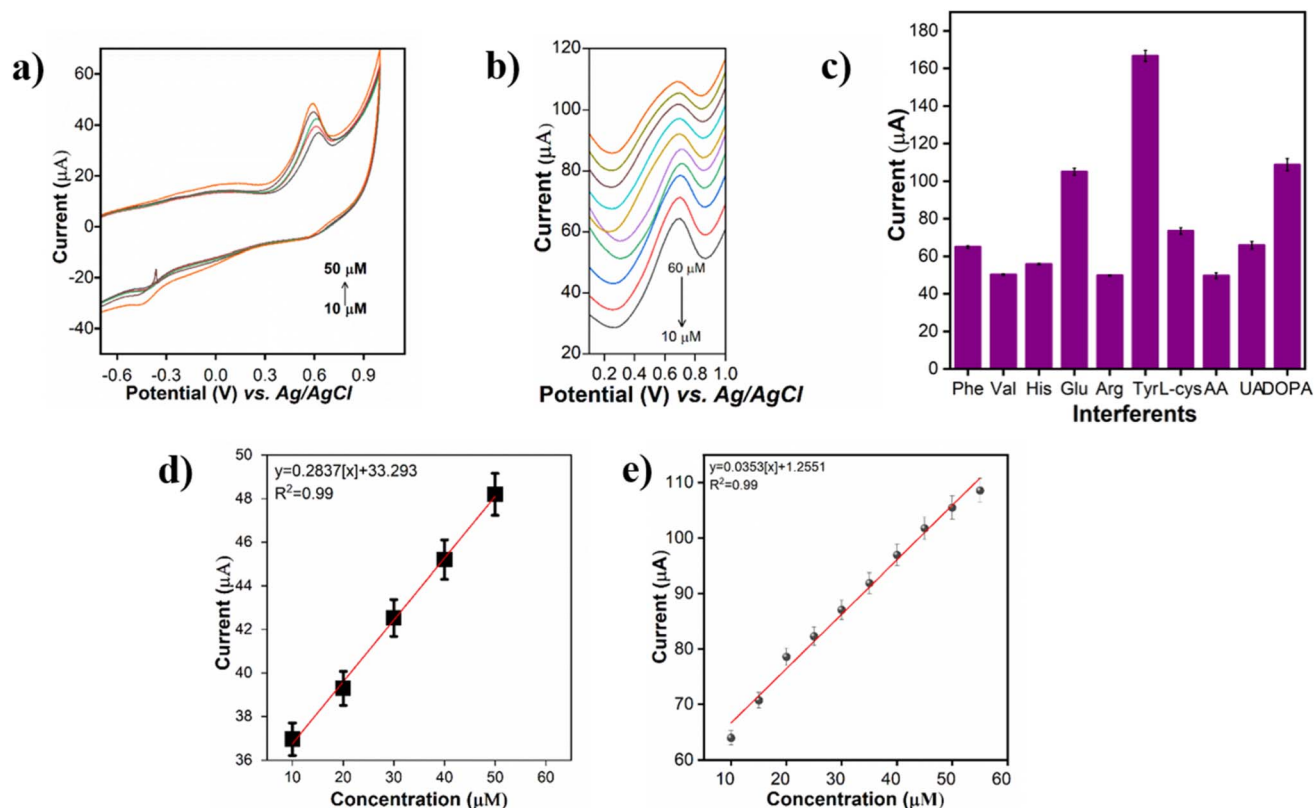 a)
60
40
20
0
-20
-40
-0.6 -0.3 0.0 0.3 0.6 0.9
Current (μA)
Potential (V) vs. Ag/AgCl
50 μM
10 μM
b)
120
100
80
60
40
20
0.2 0.4 0.6 0.8 1.0
Current (μA)
Potential (V) vs. Ag/AgCl
60 μM
10 μM
c)
180
160
140
120
100
80
60
40
20
0
Current (μA)
Phe Val His Glu Arg Tyr L-cys AA UA DOPA
Interferents
d)
y=0.2837[x]+33.293
R²=0.99
50
48
46
44
42
40
38
36
10 20 30 40 50 60
Current (μA)
Concentration (μM)
e)
y=0.0353[x]+1.2551
R²=0.99
110
100
90
80
70
60
10 20 30 40 50 60
Current (μA)
Concentration (μM)